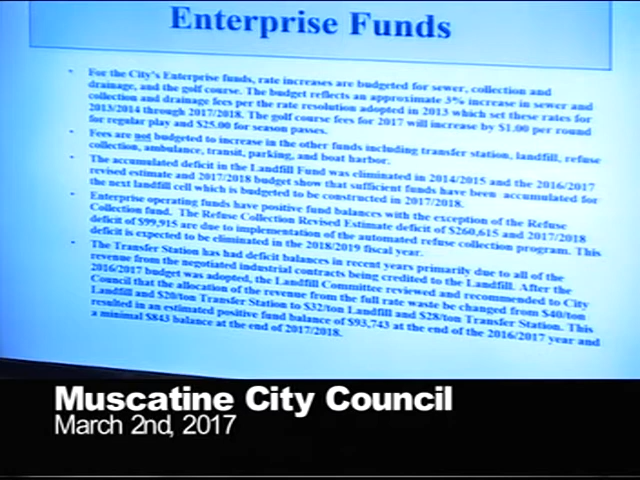 Enterprise Funds
For the City's Enterprise funds, rate increases are budgeted for sewer, collection and
drainage, and the golf course. The budget reflects an approximate 3% increase in sewer and
collection and drainage fees per the rate resolution adopted in 2013 which set these rates for
2013/2014 through 2017/2018. The golf course fees for 2017 will increase by $1.00 per round
for regular play and $25.00 for season passes.
Fees are not budgeted to increase in the other funds including transfer station, landfill, refuse
collection, ambulance, transit, parking, and boat harbor.
The accumulated deficit in the Landfill Fund was eliminated in 2014/2015 and the 2016/2017
revised estimate and 2017/2018 budget show that sufficient funds have been accumulated for
the next landfill cell which is budgeted to be constructed in 2017/2018.
Enterprise operating funds have positive fund balances with the exception of the Refuse
Collection fund. The Refuse Collection Revised Estimate deficit of $260,615 and 2017/2018
deficit of $99,915 are due to implementation of the automated refuse collection program. This
deficit is expected to be eliminated in the 2018/2019 fiscal year.
The Transfer Station has had deficit balances in recent years primarily due to all of the
revenue from the negotiated industrial contracts being credited to the Landfill. After the
2016/2017 budget was adopted, the Landfill Committee reviewed and recommended to City
Council that the allocation of the revenue from the full rate waste be changed from $40/ton
Landfill and $20/ton Transfer Station to $32/ton Landfill and $28/ton Transfer Station. This
resulted in an estimated positive fund balance of $93,743 at the end of the 2016/2017 year and
a minimal $843 balance at the end of 2017/2018.
Muscatine City Council
March 2nd, 2017